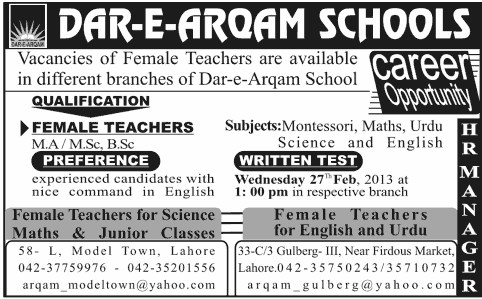 DAR-E-ARQAM
DAR-E-ARQAM SCHOOLS
Vacancies of Female Teachers are available
in different branches of Dar-e-Arqam School
career
Opportunity
QUALIFICATION
FEMALE TEACHERS
M.A / M.Sc, B.Sc
Subjects:Montessori, Maths, Urdu
Science and English
PREFERENCE
experienced candidates with
nice command in English
WRITTEN TEST
Wednesday 27th Feb, 2013 at
1: 00 pm in respective branch
HR MANAGER
Female Teachers for Science
Maths & Junior Classes
58- L, Model Town, Lahore
042-37759976 - 042-35201556
arqam_modeltown@yahoo.com
Female Teachers
for English and Urdu
33-C/3 Gulberg- III, Near Firdous Market,
Lahore.042-35750243/35710732
arqam_gulberg@yahoo.com